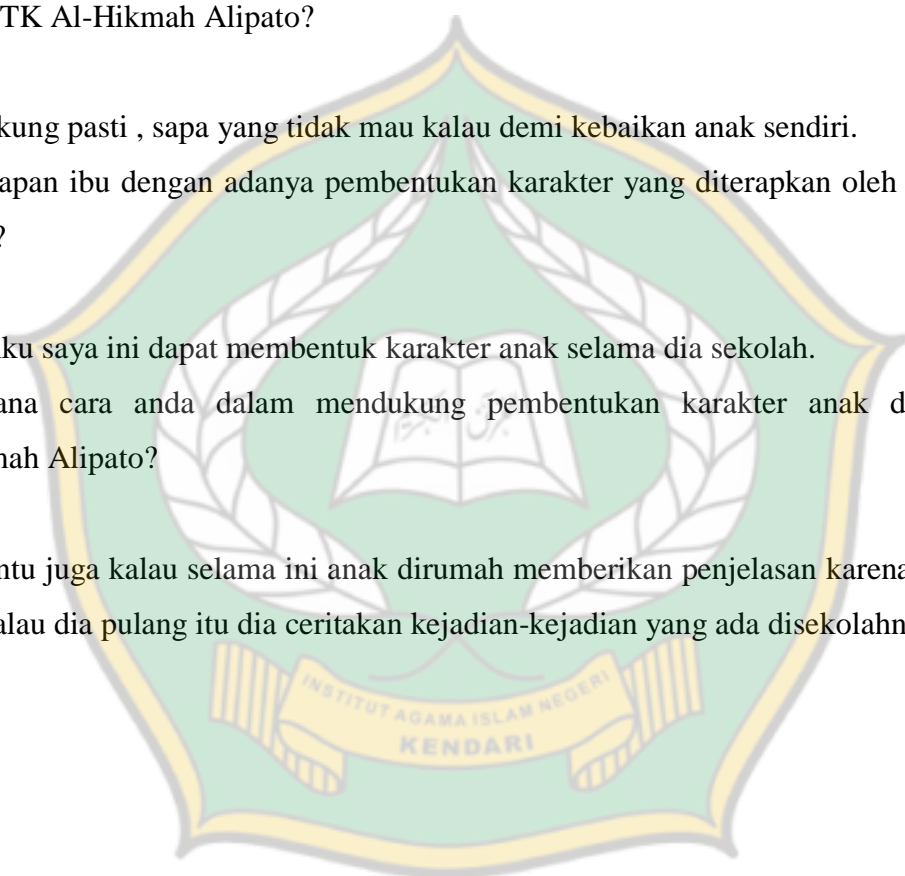 TK Al-Hikmah Alipato?
kung pasti , sapa yang tidak mau kalau demi kebaikan anak sendiri.
apan ibu dengan adanya pembentukan karakter yang diterapkan oleh
?
ku saya ini dapat membentuk karakter anak selama dia sekolah.
ana cara anda dalam mendukung pembentukan karakter anak d
ah Alipato?
ntu juga kalau selama ini anak dirumah memberikan penjelasan karena
alau dia pulang itu dia ceritakan kejadian-kejadian yang ada disekolahn
INSTITUT AGAMA ISLAM NEGERI
KENDARI